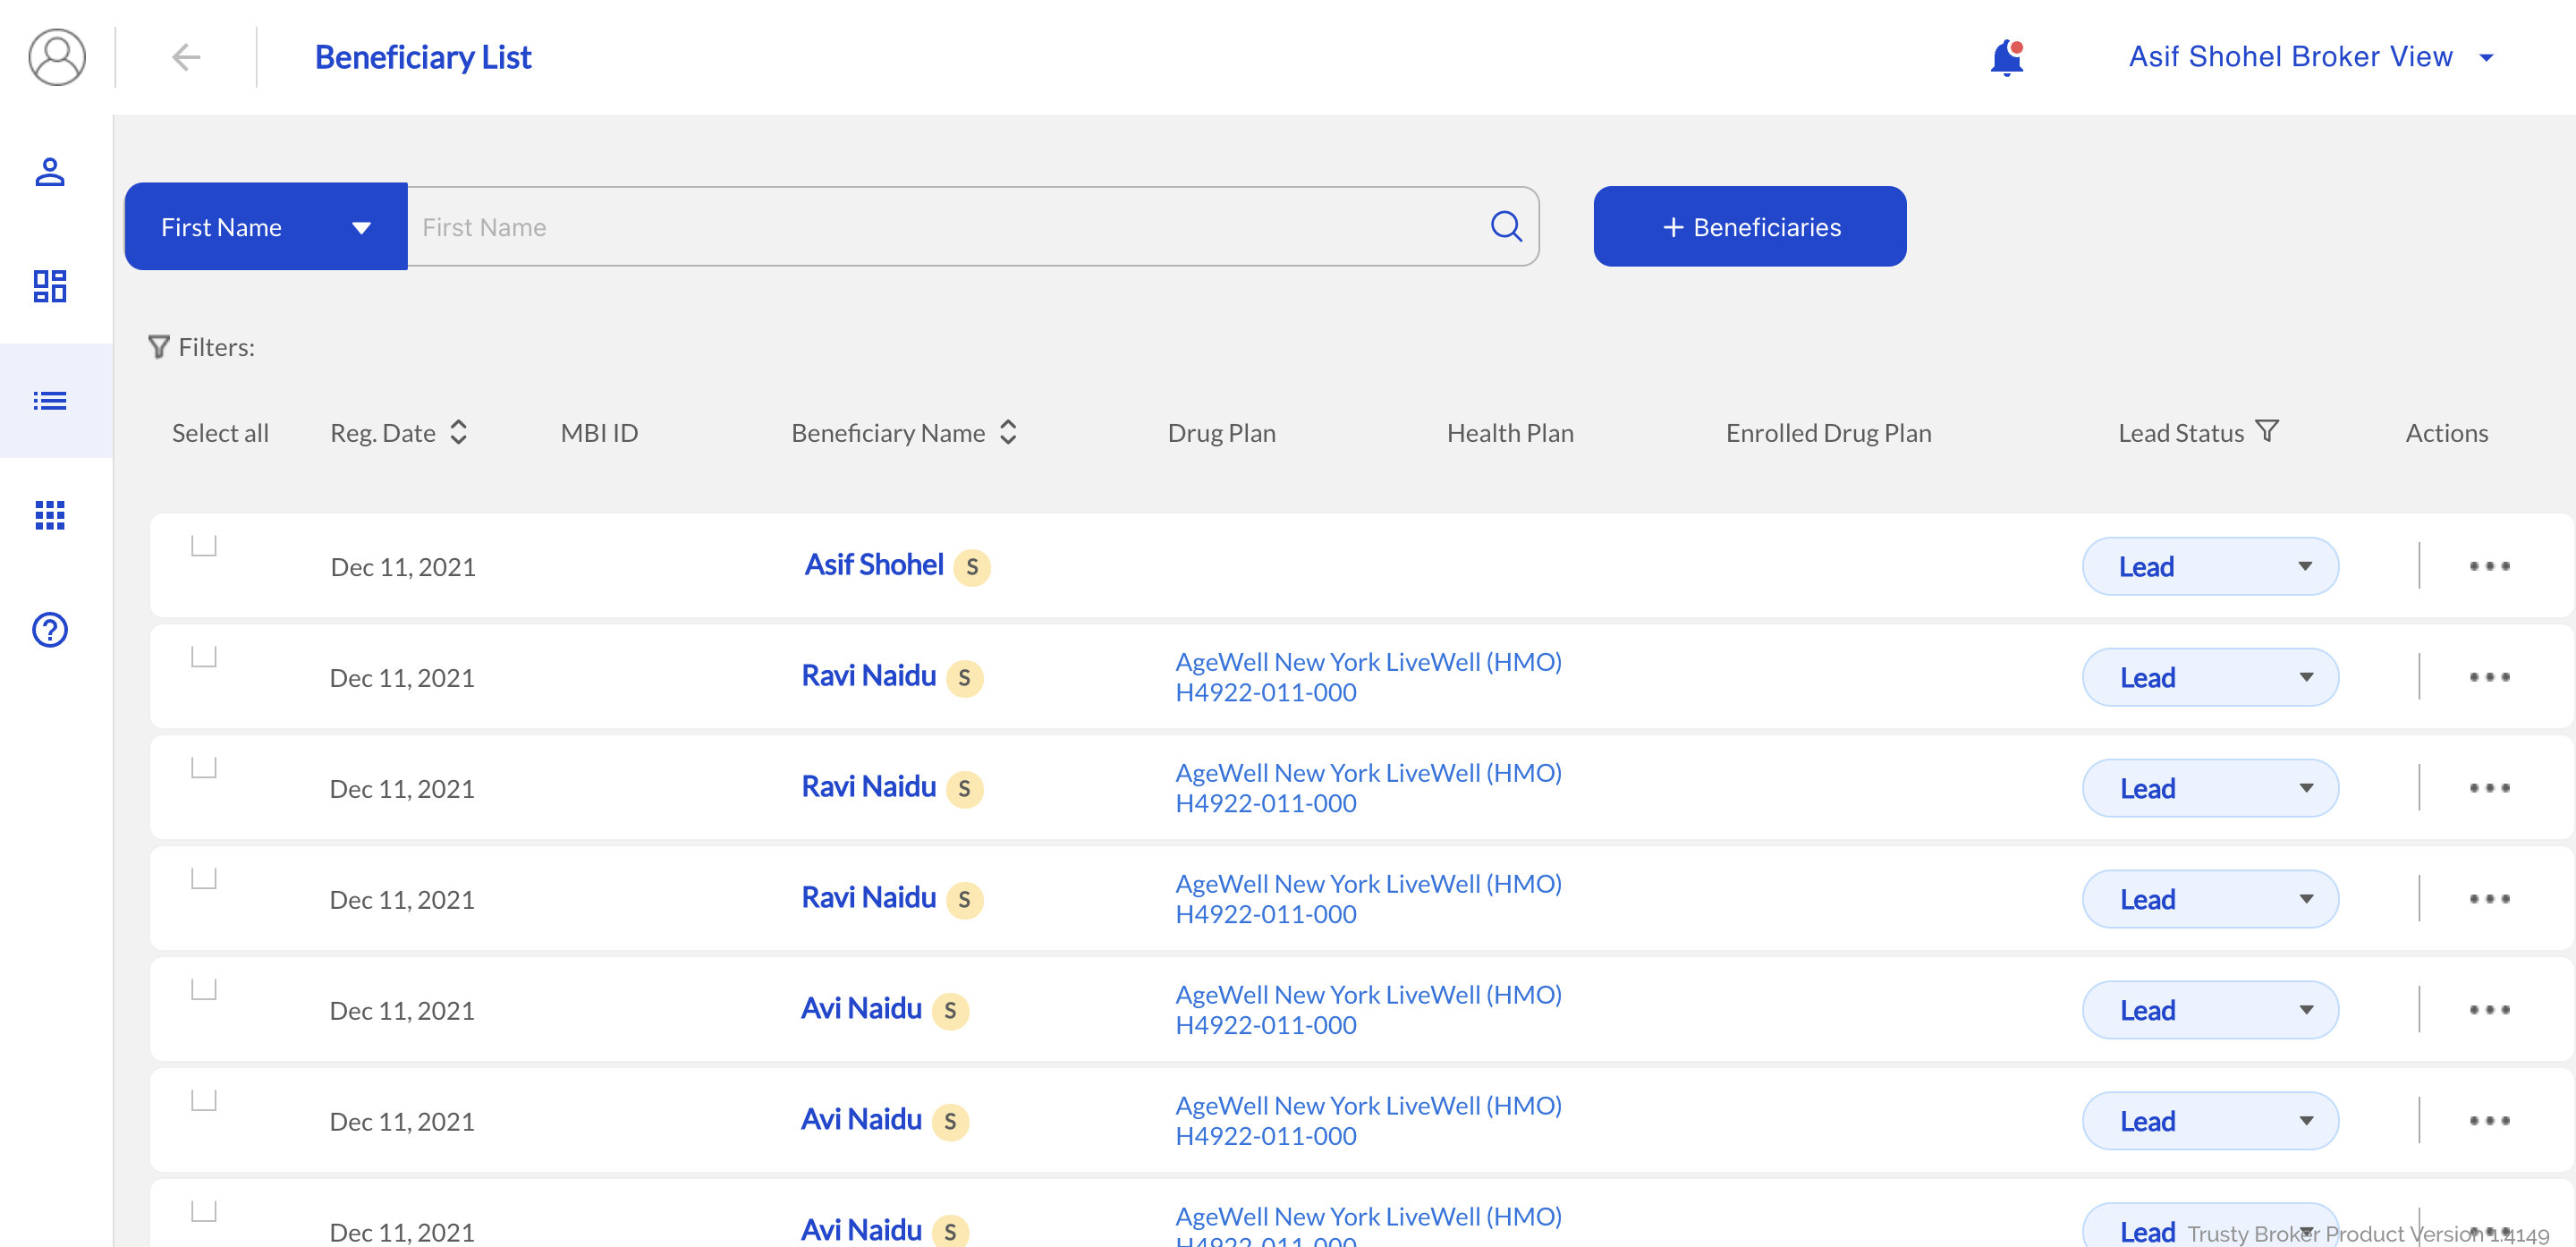 Beneficiary List
Asif Shohel Broker View
First Name
First Name
+ Beneficiaries
Filters:
Select all Reg. Date MBI ID Beneficiary Name Drug Plan Health Plan Enrolled Drug Plan Lead Status Actions
Dec 11, 2021 Asif Shohel S Lead
Dec 11, 2021 Ravi Naidu S AgeWell New York LiveWell (HMO)
H4922-011-000 Lead
Dec 11, 2021 Ravi Naidu S AgeWell New York LiveWell (HMO)
H4922-011-000 Lead
Dec 11, 2021 Ravi Naidu S AgeWell New York LiveWell (HMO)
H4922-011-000 Lead
Dec 11, 2021 Avi Naidu S AgeWell New York LiveWell (HMO)
H4922-011-000 Lead
Dec 11, 2021 Avi Naidu S AgeWell New York LiveWell (HMO)
H4922-011-000 Lead
Dec 11, 2021 Avi Naidu S AgeWell New York LiveWell (HMO)
H4922-011-000 Lead
Trusty Broker Product Version 1.4149